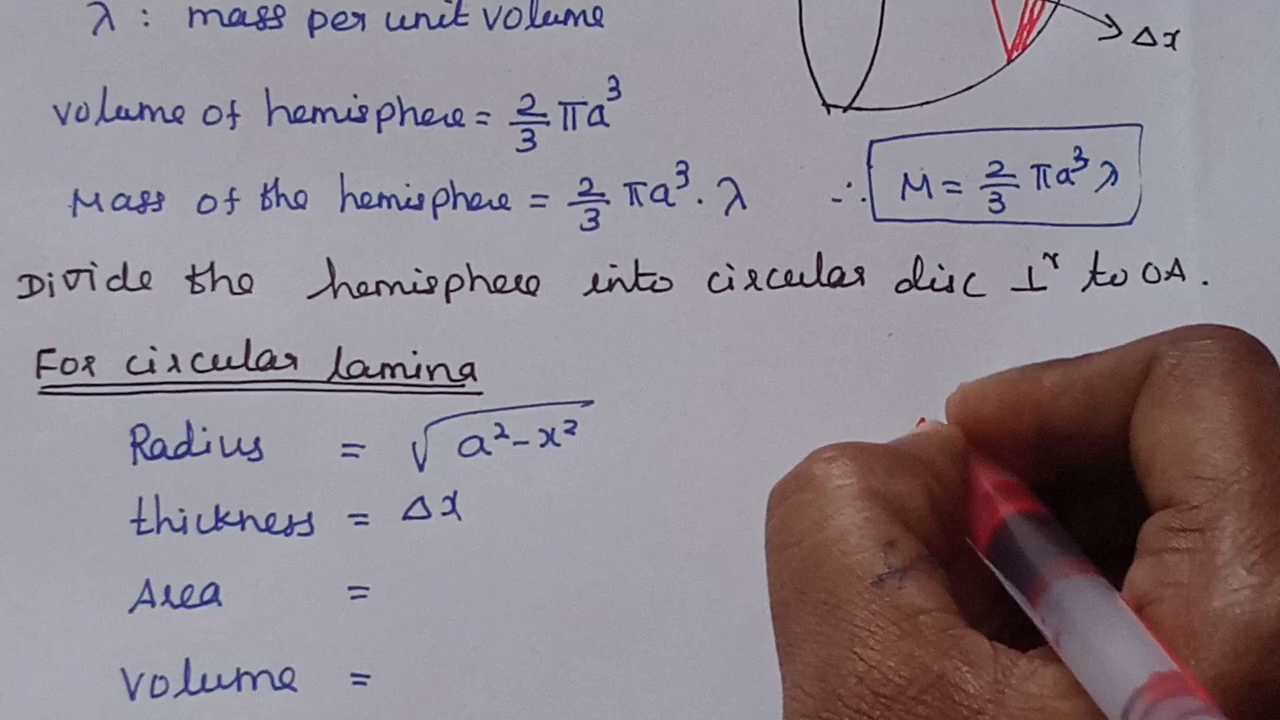 λ : mass per unit volume
Δx
volume of hemisphere = 2/3 πa³
Mass of the hemisphere = 2/3 πa³ · λ ∴ M = 2/3 πa³ λ
Divide the hemisphere into circular disc ⊥ʳ to OA.
For circular lamina
Radius = √(a²-x²)
thickness = Δx
Area =
volume =